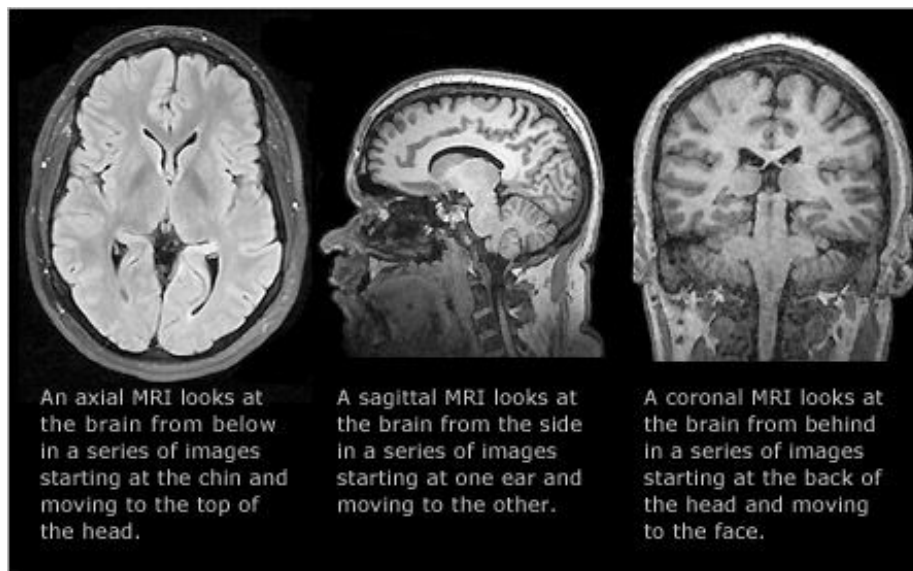 An axial MRI looks at
the brain from below
in a series of images
starting at the chin and
moving to the top of
the head.
A sagittal MRI looks at
the brain from the side
in a series of images
starting at one ear and
moving to the other.
A coronal MRI looks at
the brain from behind
in a series of images
starting at the back of
the head and moving
to the face.